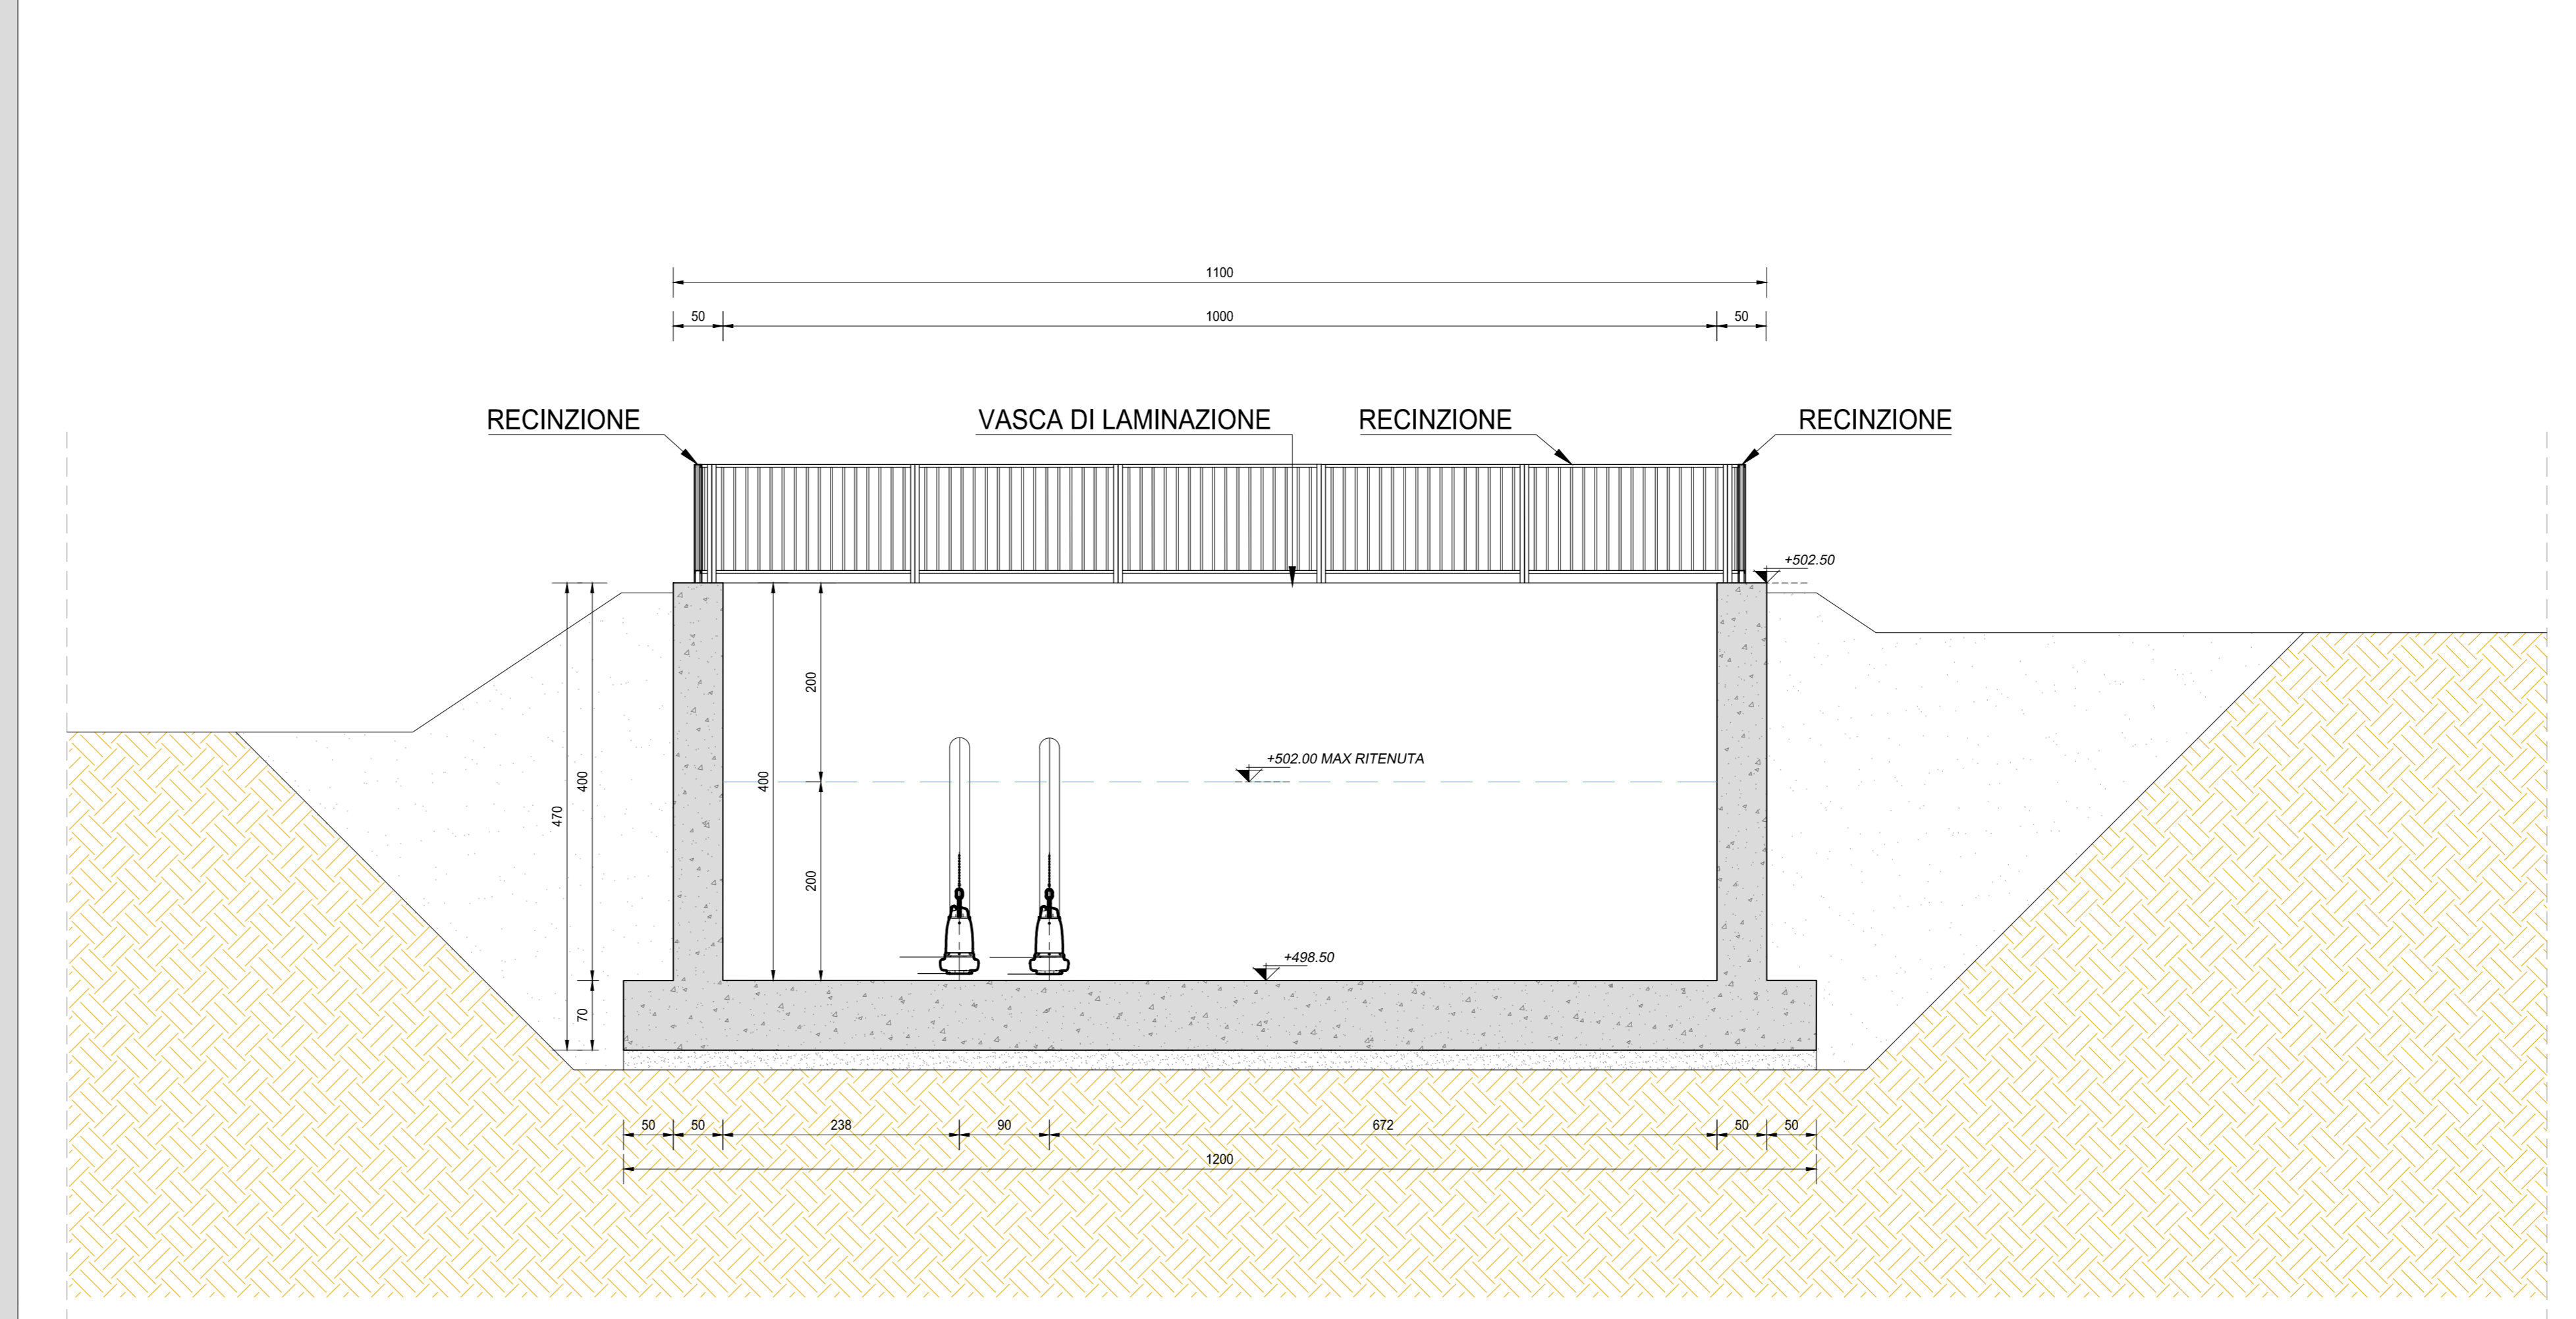 1100
50 1000 50
RECINZIONE VASCA DI LAMINAZIONE RECINZIONE RECINZIONE
+502.50
200
+502.00 MAX RITENUTA
470 400 400
200
+498.50
70
50 50 238 90 672 50 50
1200